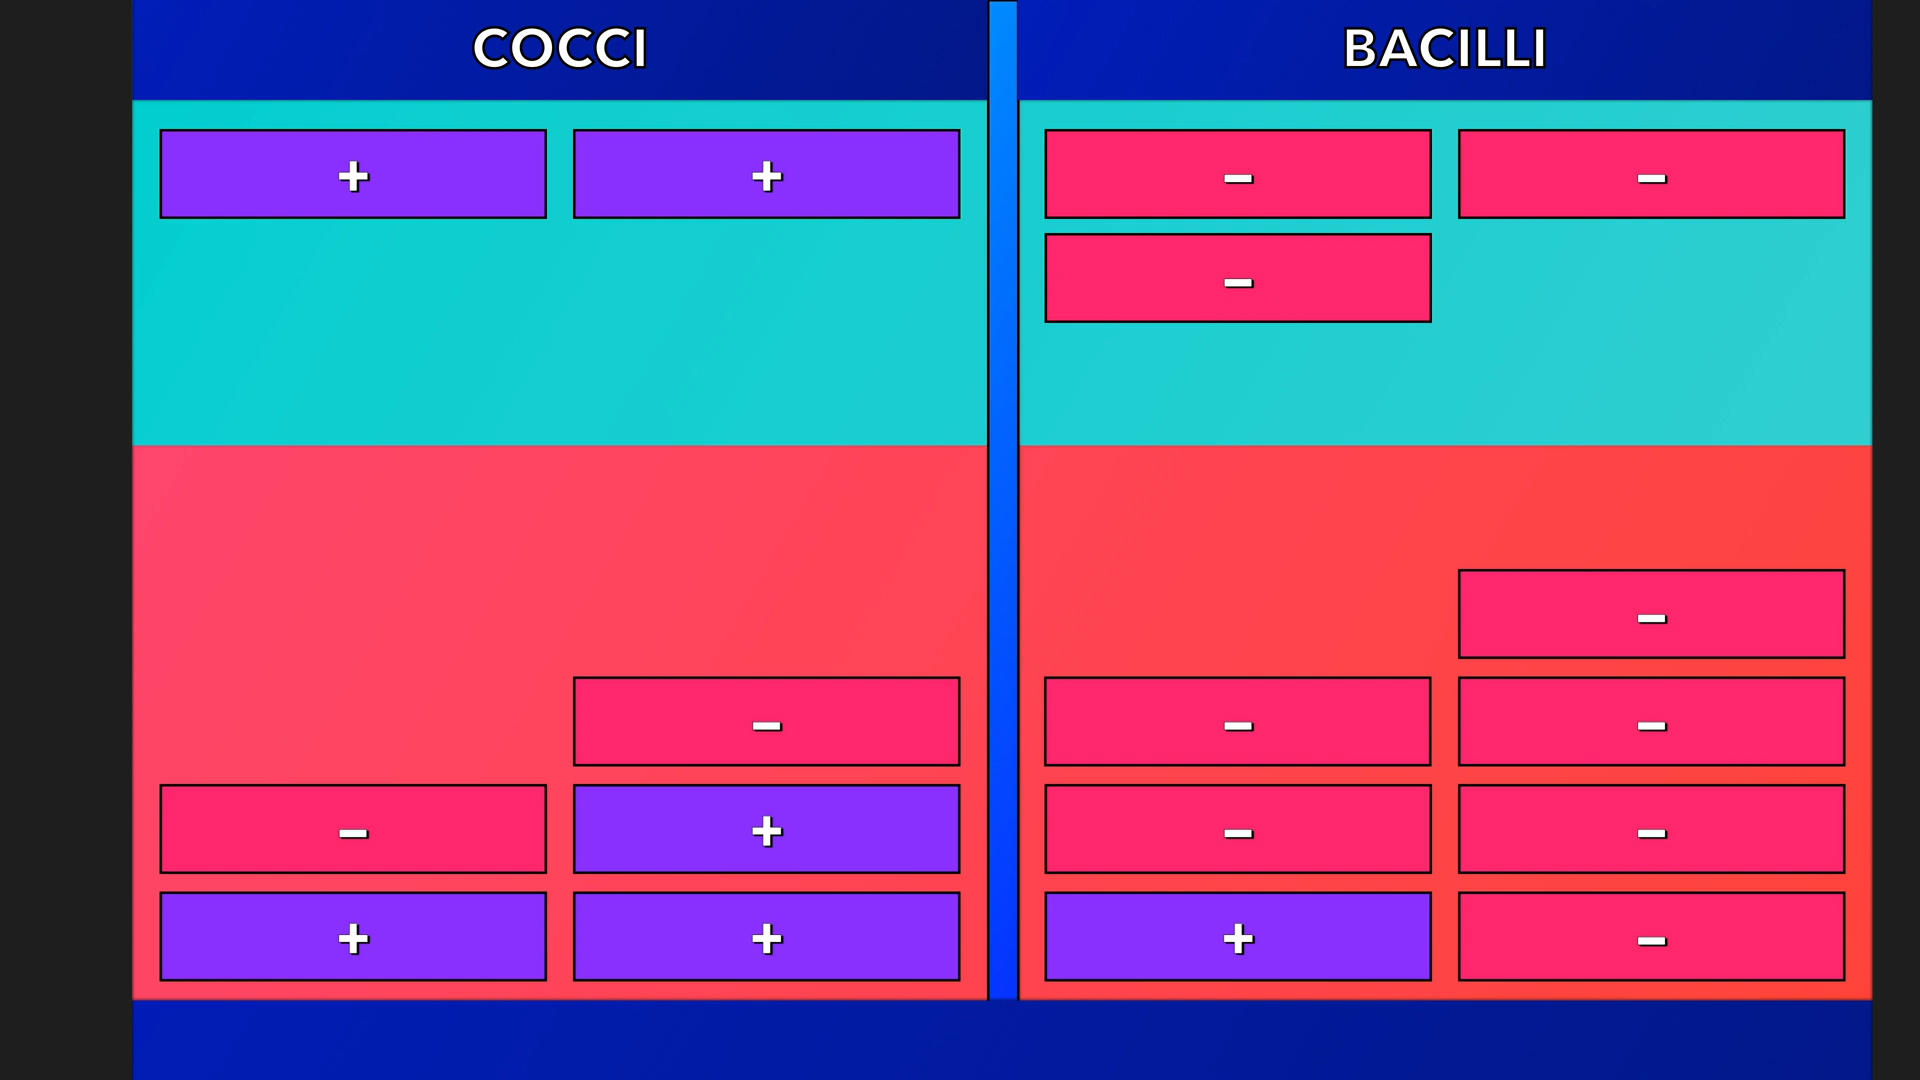 COCCI
BACILLI
+ +
– –
–
–
– – –
– + – –
+ + + –